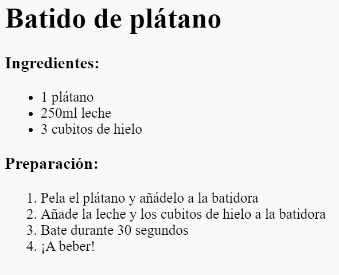 Batido de plátano
Ingredientes:
• 1 plátano
• 250ml leche
• 3 cubitos de hielo
Preparación:
1. Pela el plátano y añádelo a la batidora
2. Añade la leche y los cubitos de hielo a la batidora
3. Bate durante 30 segundos
4. ¡A beber!